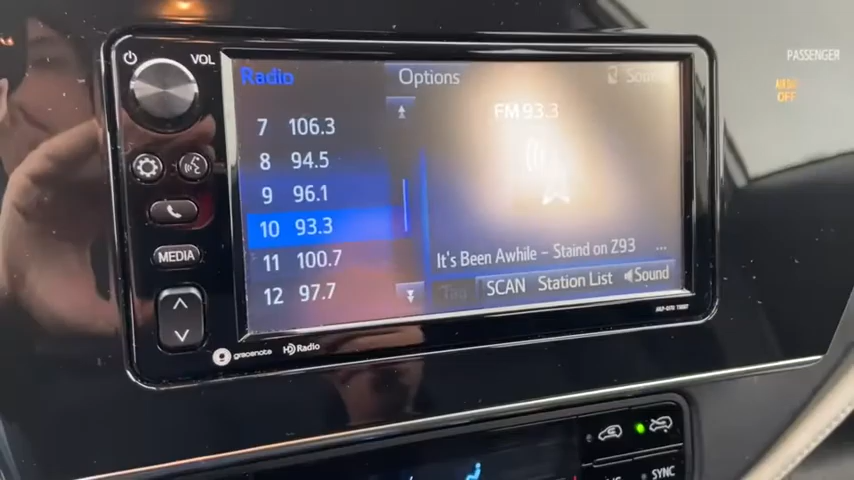 VOL
PASSENGER
OFF
Radio
Options
7 106.3
FM 93.3
8 94.5
9 96.1
10 93.3
It's Been Awhile – Staind on Z93 ...
11 100.7
MEDIA
12 97.7
Tag
SCAN
Station List
Sound
gracenote
HD Radio
SYNC